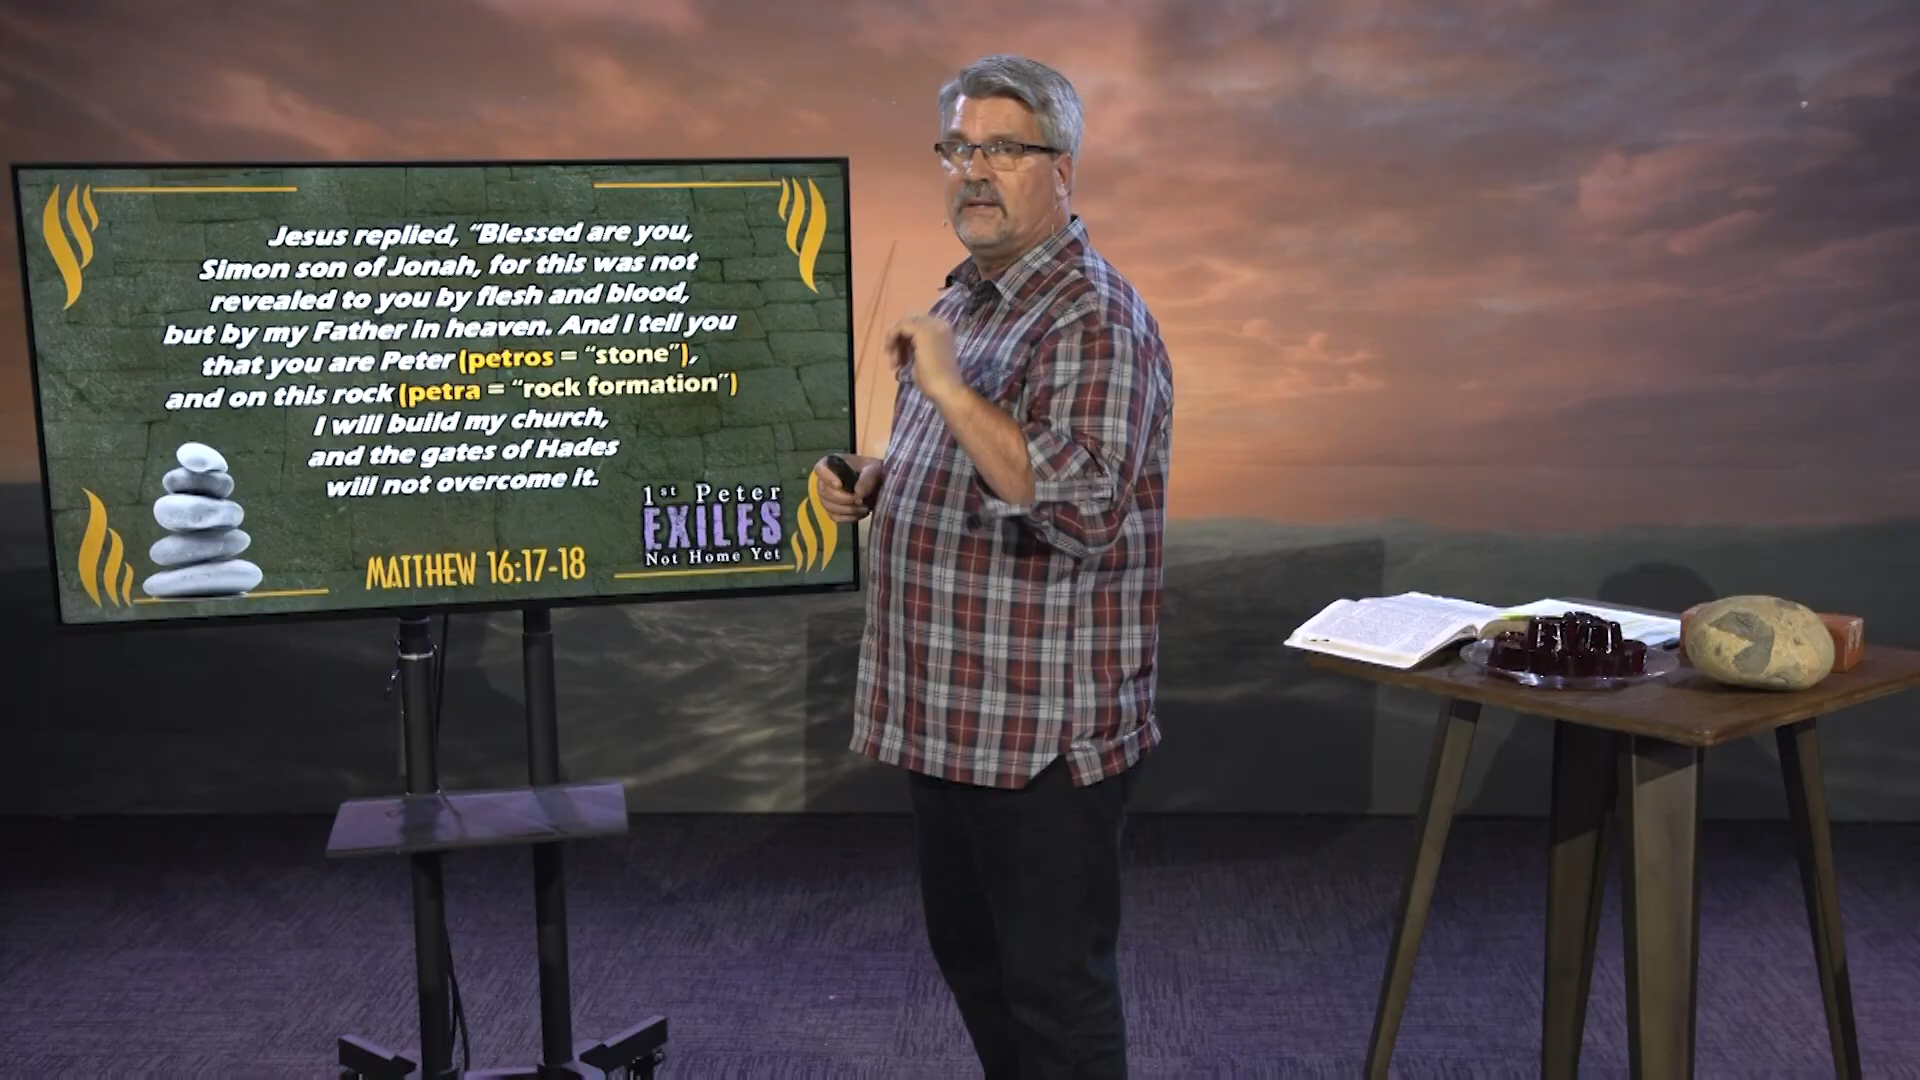 Jesus replied, “Blessed are you,
Simon son of Jonah, for this was not
revealed to you by flesh and blood,
but by my Father in heaven. And I tell you
that you are Peter (petros = “stone”),
and on this rock (petra = “rock formation”)
I will build my church,
and the gates of Hades
will not overcome it.
MATTHEW 16:17-18
1st Peter
EXILES
Not Home Yet